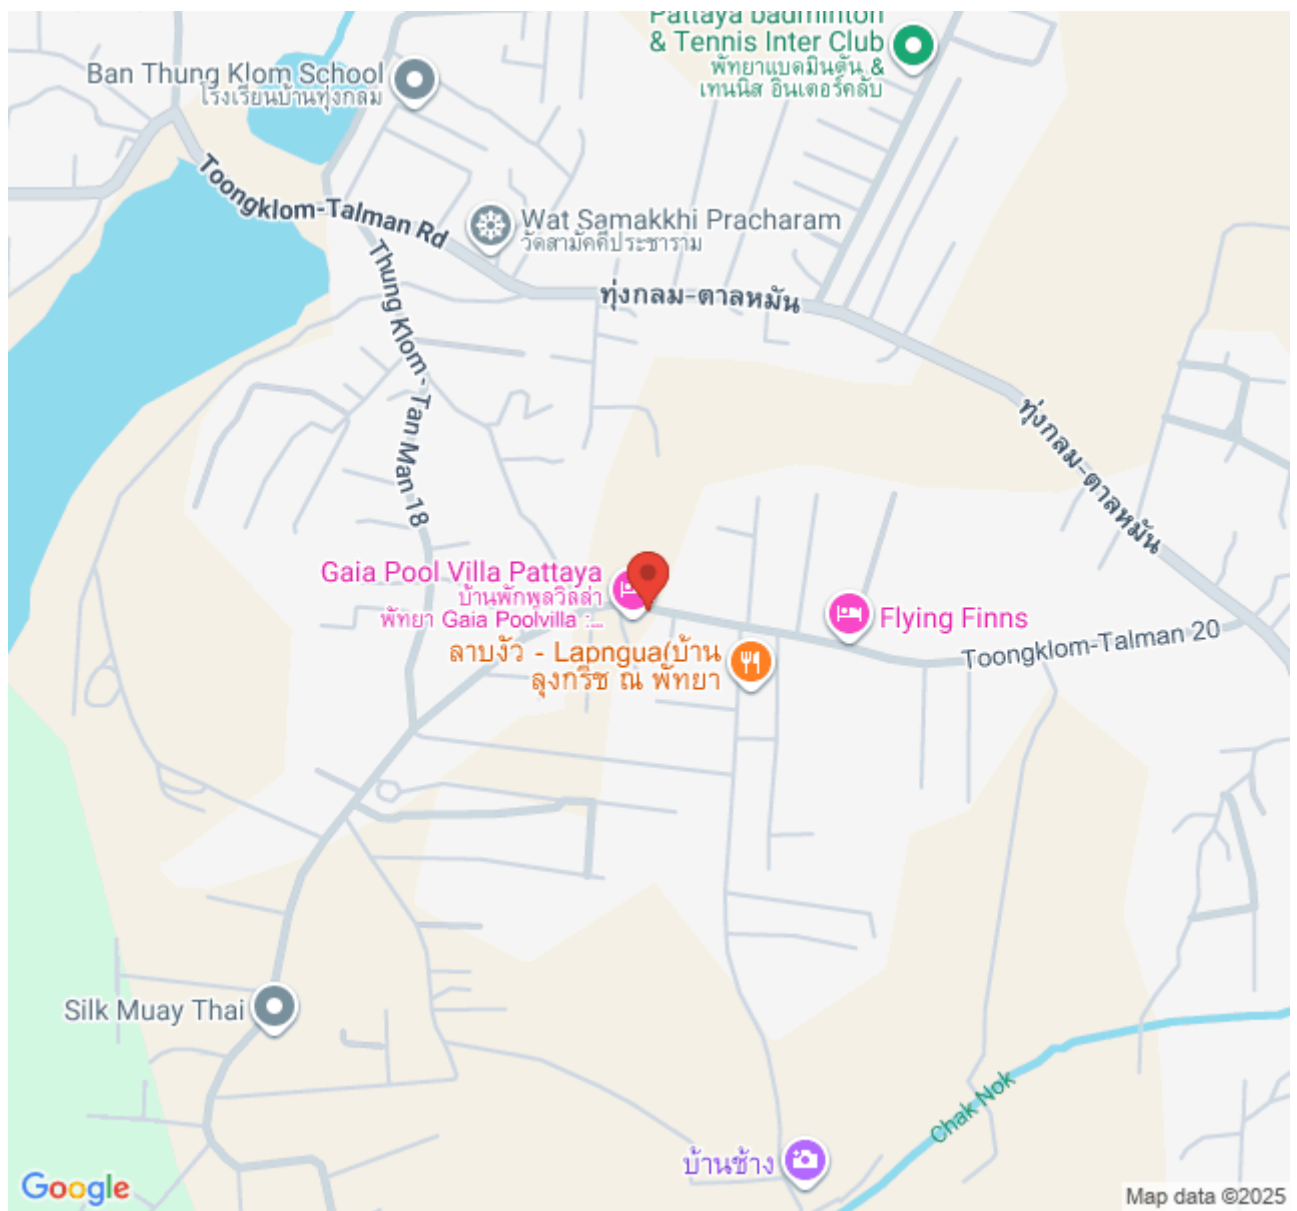 Pattaya badminton
& Tennis Inter Club
พัทยาแบดมินตัน &
เทนนิส อินเตอร์คลับ
Ban Thung Klom School
โรงเรียนบ้านทุ่งกลม
Toongklom-Talman Rd
Wat Samakkhi Pracharam
วัดสามัคคีประชาราม
ทุ่งกลม-ตาลหมัน
Thung Klom - Tan Man 18
ทุ่งกลม-ตาลหมัน
Gaia Pool Villa Pattaya
บ้านพักพูลวิลล่า
พัทยา Gaia Poolvilla :...
Flying Finns
Toongklom-Talman 20
ลาบงัว - Lapngua(บ้าน
ลุงกริช ณ พัทยา
Silk Muay Thai
Chak Nok
บ้านช้าง
Google
Map data ©2025